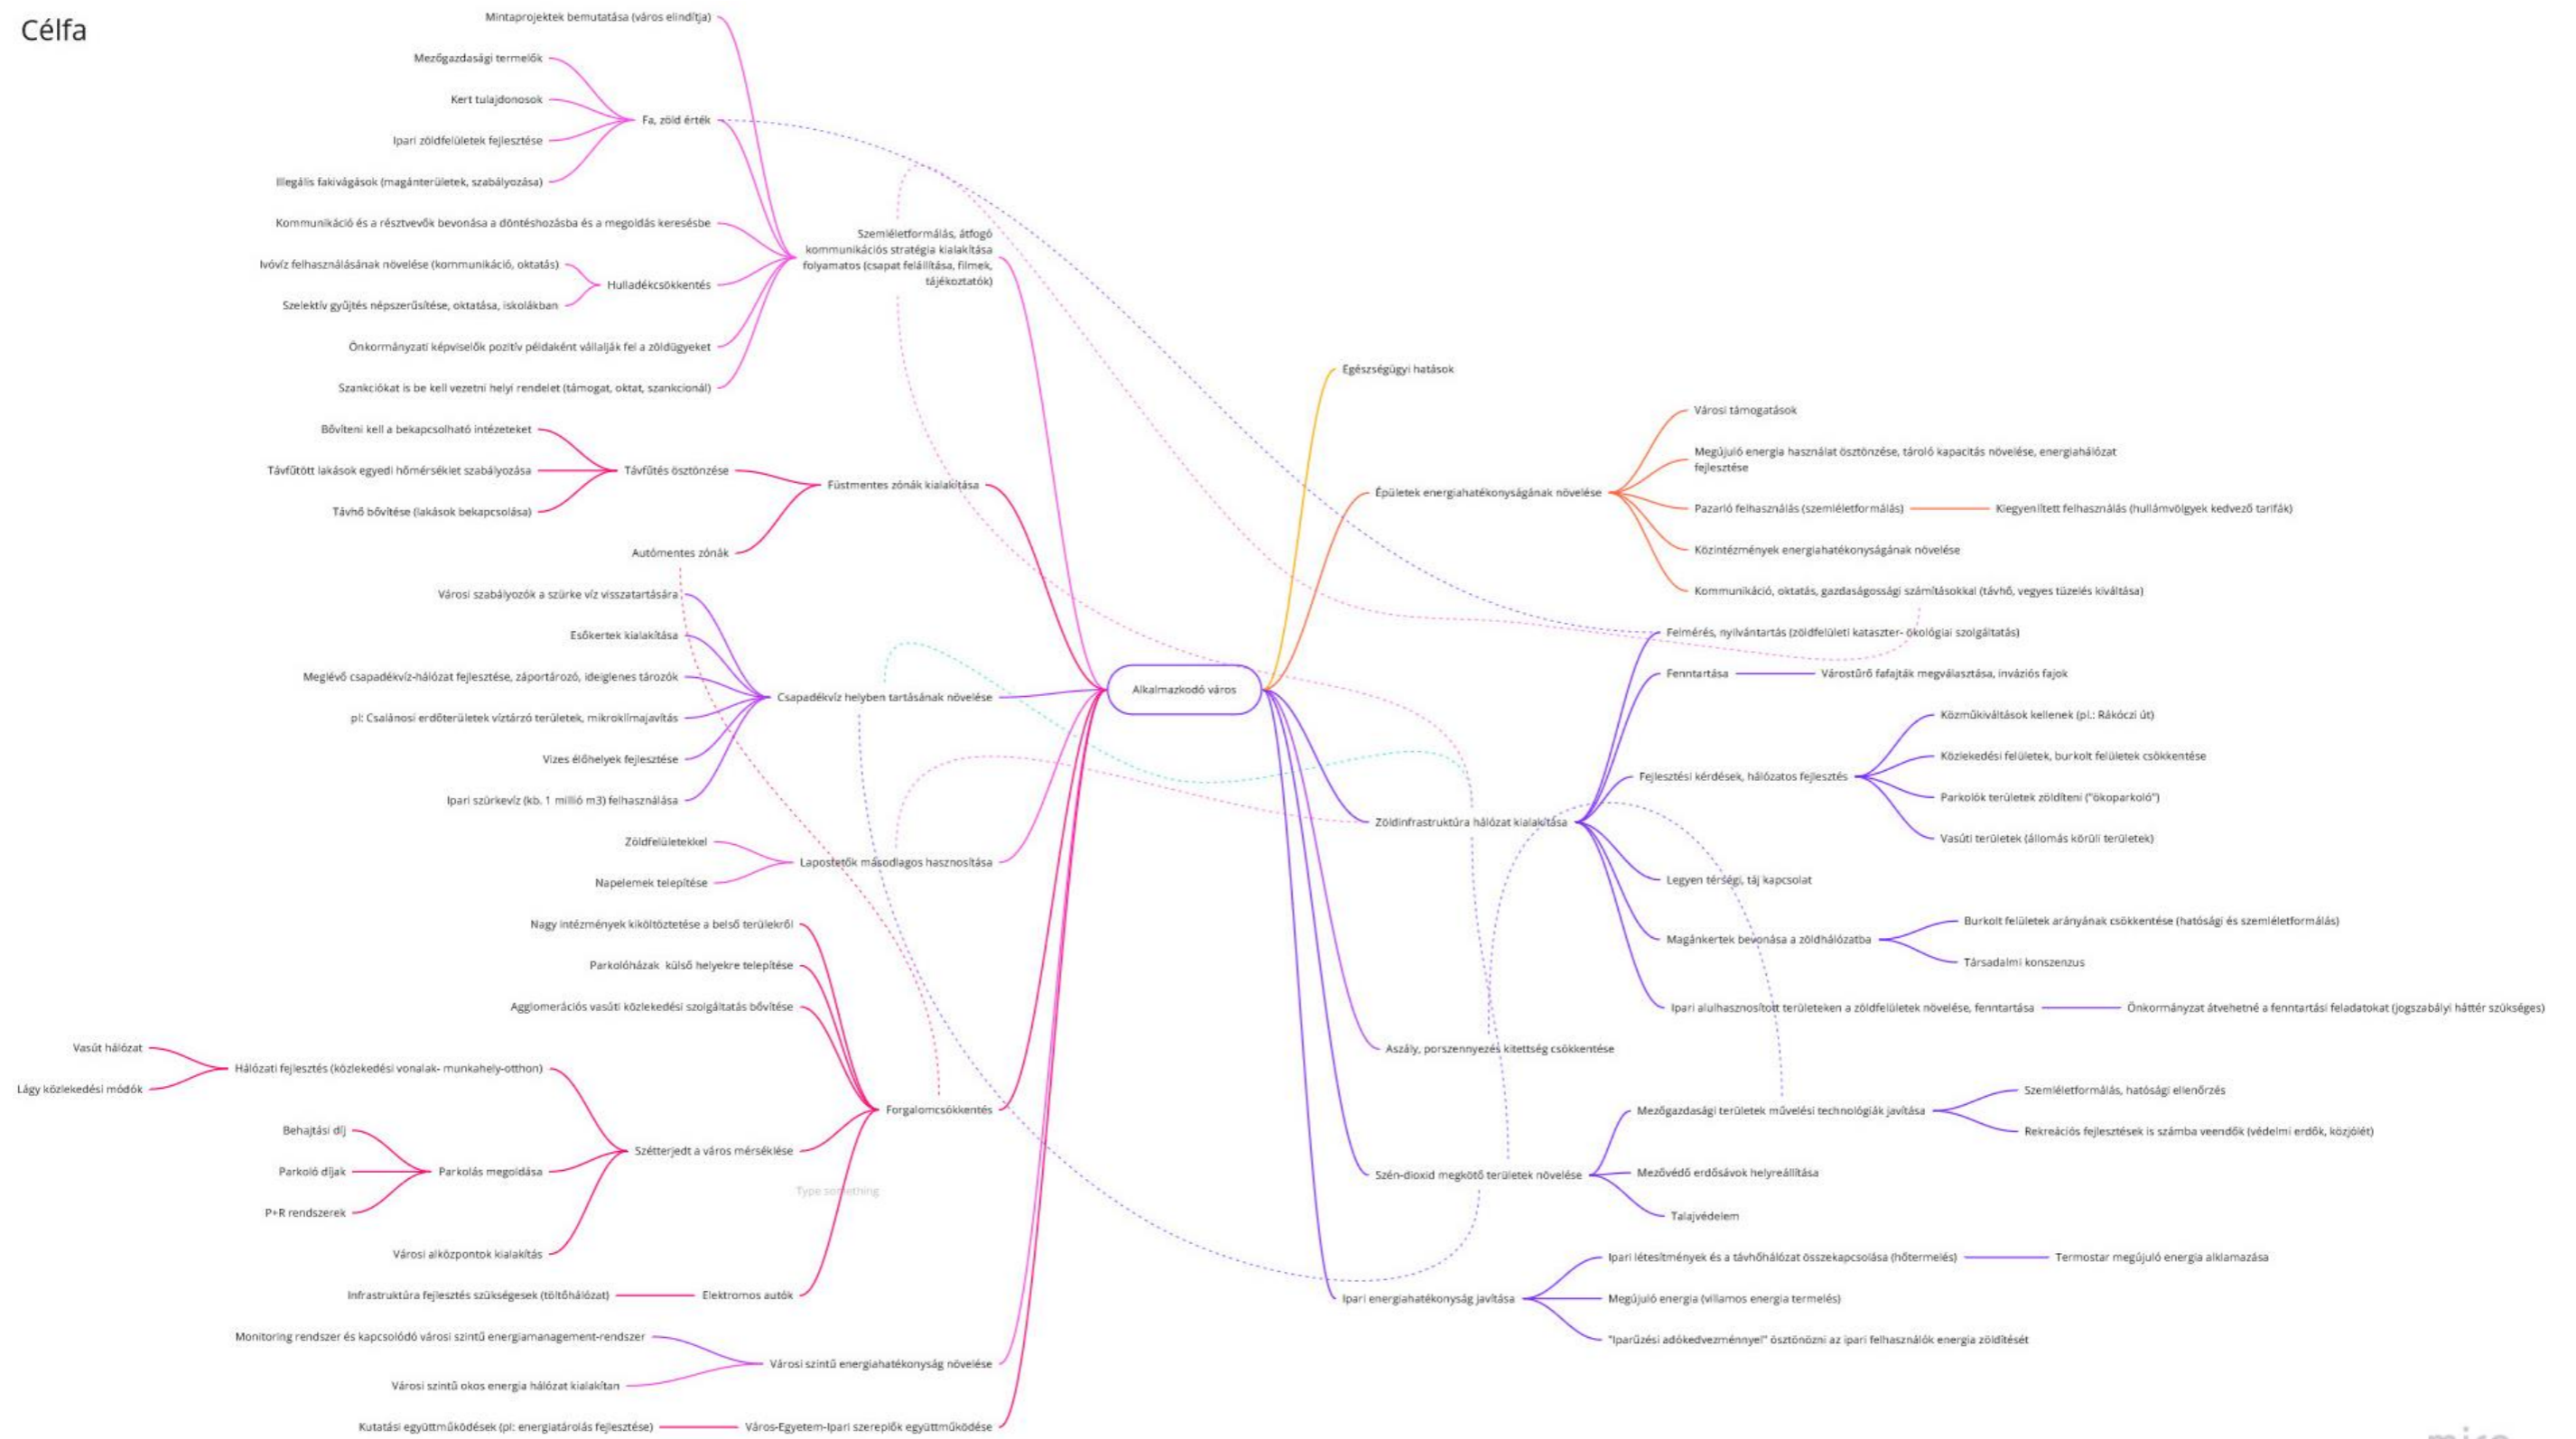 Célfa
Mintaprojektek bemutatása (város elindítja)
Mezőgazdasági termelők
Kert tulajdonosok
Fa, zöld érték
Ipari zöldfelületek fejlesztése
Illegális fakivágások (magánterületek, szabályozása)
Kommunikáció és a résztvevők bevonása a döntéshozásba és a megoldás keresésbe
Szemléletformálás, átfogó
kommunikációs stratégia kialakítása
folyamatos (csapat felállítása, filmek,
tájékoztatók)
Ivóvíz felhasználásának növelése (kommunikáció, oktatás)
Hulladékcsökkentés
Szelektív gyűjtés népszerűsítése, oktatása, iskolákban
Önkormányzati képviselők pozitív példaként vállalják fel a zöldügyeket
Szankciókat is be kell vezetni helyi rendelet (támogat, oktat, szankcionál)
Bővíteni kell a bekapcsolható intézeteket
Távfűtött lakások egyedi hőmérséklet szabályozása
Távfűtés ösztönzése
Füstmentes zónák kialakítása
Távhő bővítése (lakások bekapcsolása)
Autómentes zónák
Városi szabályozók a szürke víz visszatartására
Esőkertek kialakítása
Meglévő csapadékvíz-hálózat fejlesztése, záportározó, ideiglenes tározók
Csapadékvíz helyben tartásának növelése
pl: Csalánosi erdőterületek víztárzó területek, mikroklímajavítás
Vizes élőhelyek fejlesztése
Ipari szürkevíz (kb. 1 millió m3) felhasználása
Zöldfelületekkel
Lapostetők másodlagos hasznosítása
Napelemek telepítése
Nagy intézmények kiköltöztetése a belső terülekről
Parkolóházak  külső helyekre telepítése
Agglomerációs vasúti közlekedési szolgáltatás bővítése
Vasút hálózat
Hálózati fejlesztés (közlekedési vonalak- munkahely-otthon)
Lágy közlekedési módók
Forgalomcsökkentés
Behajtási díj
Szétterjedt a város mérséklése
Parkoló díjak
Parkolás megoldása
Type something
P+R rendszerek
Városi alközpontok kialakítás
Infrastruktúra fejlesztés szükségesek (töltőhálózat)
Elektromos autók
Monitoring rendszer és kapcsolódó városi szintű energiamanagement-rendszer
Városi szintű energiahatékonyság növelése
Városi szintű okos energia hálózat kialakítan
Kutatási együttműködések (pl: energiatárolás fejlesztése)
Város-Egyetem-Ipari szereplők együttműködése
Alkalmazkodó város
Egészségügyi hatások
Városi támogatások
Megújuló energia használat ösztönzése, tároló kapacitás növelése, energiahálózat
fejlesztése
Épületek energiahatékonyságának növelése
Pazarló felhasználás (szemléletformálás)
Kiegyenlített felhasználás (hullámvölgyek kedvező tarifák)
Közintézmények energiahatékonyságának növelése
Kommunikáció, oktatás, gazdaságossági számításokkal (távhő, vegyes tüzelés kiváltása)
Felmérés, nyilvántartás (zöldfelületi kataszter- ökológiai szolgáltatás)
Fenntartása
Várostűrő fafajták megválasztása, inváziós fajok
Közműkiváltások kellenek (pl.: Rákóczi út)
Közlekedési felületek, burkolt felületek csökkentése
Fejlesztési kérdések, hálózatos fejlesztés
Parkolók területek zöldíteni ("ökoparkoló")
Zöldinfrastruktúra hálózat kialakítása
Vasúti területek (állomás körüli területek)
Legyen térségi, táj kapcsolat
Burkolt felületek arányának csökkentése (hatósági és szemléletformálás)
Magánkertek bevonása a zöldhálózatba
Társadalmi konszenzus
Ipari alulhasznosított területeken a zöldfelületek növelése, fenntartása
Önkormányzat átvehetné a fenntartási feladatokat (jogszabályi háttér szükséges)
Aszály, porszennyezés kitettség csökkentése
Szemléletformálás, hatósági ellenőrzés
Mezőgazdasági területek művelési technológiák javítása
Rekreációs fejlesztések is számba veendők (védelmi erdők, közjólét)
Szén-dioxid megkötő területek növelése
Mezővédő erdősávok helyreállítása
Talajvédelem
Ipari létesítmények és a távhőhálózat összekapcsolása (hőtermelés)
Termostar megújuló energia alklamazása
Ipari energiahatékonyság javítása
Megújuló energia (villamos energia termelés)
"Iparűzési adókedvezménnyel" ösztönözni az ipari felhasználók energia zöldítését
miro